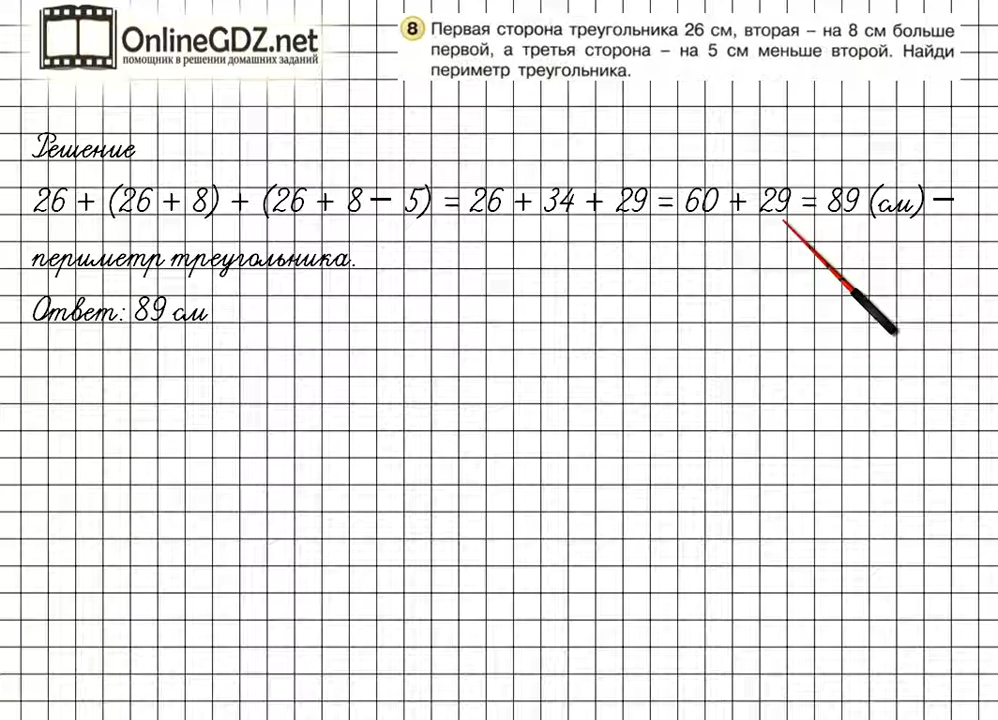 OnlineGDZ.net
помощник в решении домашних заданий
8 Первая сторона треугольника 26 см, вторая – на 8 см больше
первой, а третья сторона – на 5 см меньше второй. Найди
периметр треугольника.
Решение
26 + (26 + 8) + (26 + 8 – 5) = 26 + 34 + 29 = 60 + 29 = 89 (см) –
периметр треугольника.
Ответ: 89 см